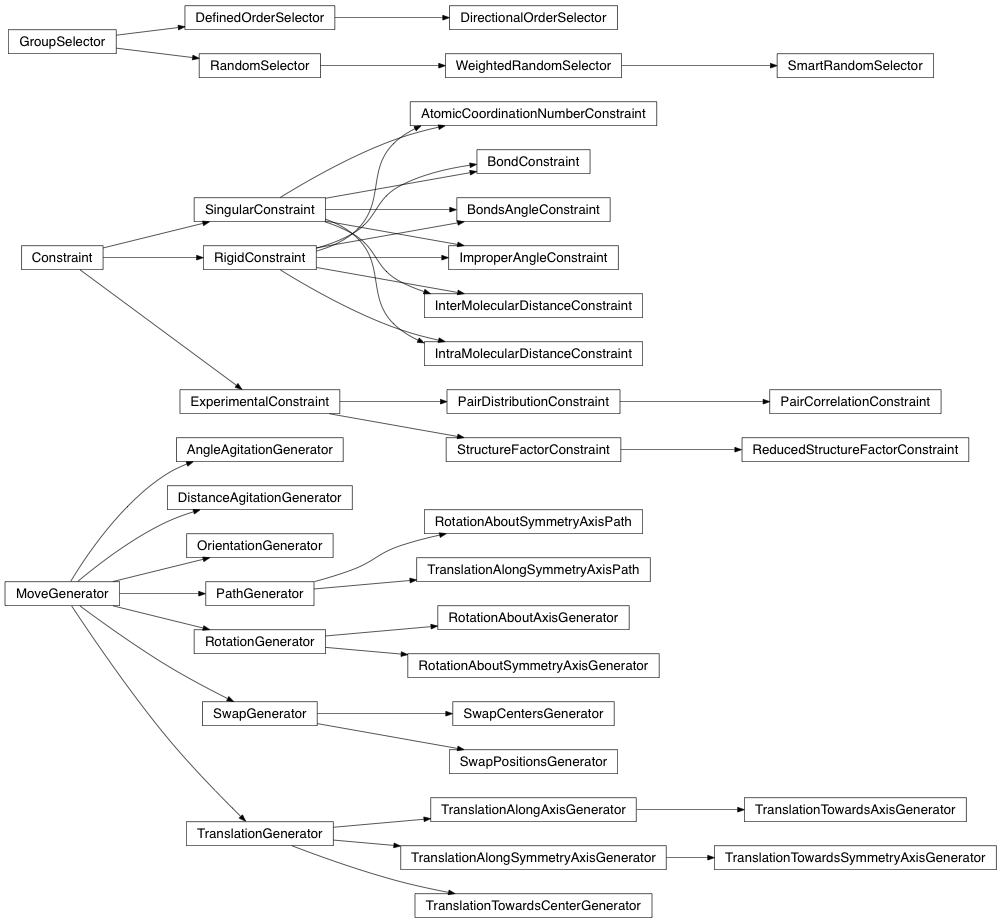 DefinedOrderSelector
DirectionalOrderSelector
GroupSelector
RandomSelector
WeightedRandomSelector
SmartRandomSelector
AtomicCoordinationNumberConstraint
BondConstraint
SingularConstraint
BondsAngleConstraint
Constraint
RigidConstraint
ImproperAngleConstraint
InterMolecularDistanceConstraint
IntraMolecularDistanceConstraint
ExperimentalConstraint
PairDistributionConstraint
PairCorrelationConstraint
AngleAgitationGenerator
StructureFactorConstraint
ReducedStructureFactorConstraint
DistanceAgitationGenerator
RotationAboutSymmetryAxisPath
OrientationGenerator
TranslationAlongSymmetryAxisPath
MoveGenerator
PathGenerator
RotationAboutAxisGenerator
RotationGenerator
RotationAboutSymmetryAxisGenerator
SwapGenerator
SwapCentersGenerator
SwapPositionsGenerator
TranslationAlongAxisGenerator
TranslationTowardsAxisGenerator
TranslationGenerator
TranslationAlongSymmetryAxisGenerator
TranslationTowardsSymmetryAxisGenerator
TranslationTowardsCenterGenerator